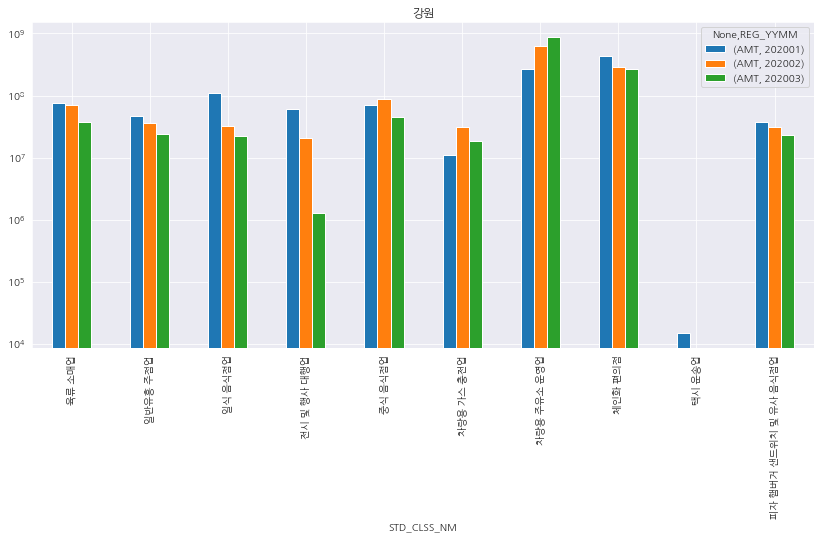 강원
None,REG_YYMM
(AMT, 202001)
(AMT, 202002)
(AMT, 202003)
10⁹
10⁸
10⁷
10⁶
10⁵
10⁴
육류 소매업
일반유흥 주점업
일식 음식점업
전시 및 행사 대행업
중식 음식점업
차량용 가스 충전업
차량용 주유소 운영업
체인화 편의점
택시 운송업
피자 햄버거 샌드위치 및 유사 음식점업
STD_CLSS_NM